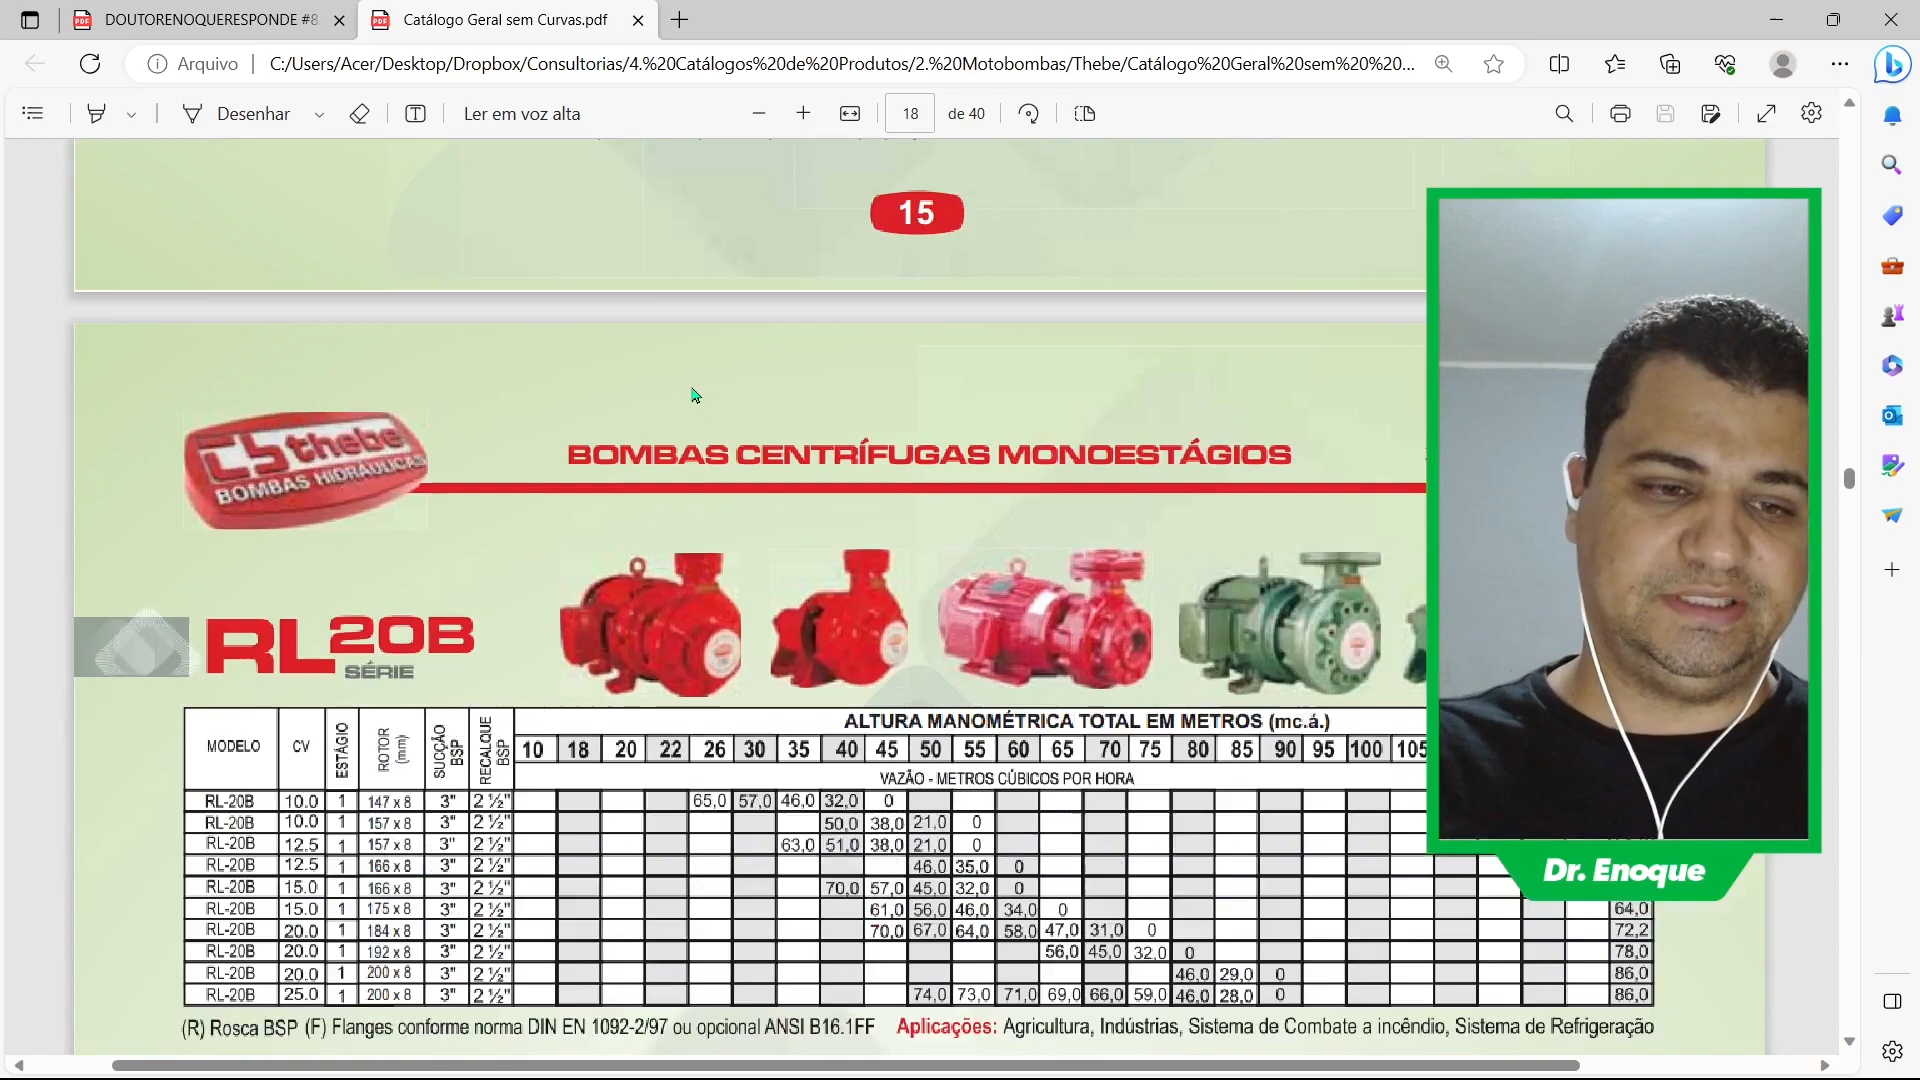 DOUTORENOQUERESPONDE #8
Catálogo Geral sem Curvas.pdf
Arquivo
C:/Users/Acer/Desktop/Dropbox/Consultorias/4.%20Catálogos%20de%20Produtos/2.%20Motobombas/Thebe/Catálogo%20Geral%20sem%20%20...
Desenhar
Ler em voz alta
18
de 40
15
thebe
BOMBAS HIDRÁULICAS
BOMBAS CENTRÍFUGAS MONOESTÁGIOS
RL 20B
SÉRIE
MODELO CV ESTÁGIO ROTOR (mm) SUCÇÃO BSP RECALQUE BSP
ALTURA MANOMÉTRICA TOTAL EM METROS (mc.á.)
10 18 20 22 26 30 35 40 45 50 55 60 65 70 75 80 85 90 95 100 105
VAZÃO - METROS CÚBICOS POR HORA
RL-20B 10.0 1 147 x 8 3" 2 ½" 65,0 57,0 46,0 32,0 0
RL-20B 10.0 1 157 x 8 3" 2 ½" 50,0 38,0 21,0 0
RL-20B 12.5 1 157 x 8 3" 2 ½" 63,0 51,0 38,0 21,0 0
RL-20B 12.5 1 166 x 8 3" 2 ½" 46,0 35,0 0
RL-20B 15.0 1 166 x 8 3" 2 ½" 70,0 57,0 45,0 32,0 0
RL-20B 15.0 1 175 x 8 3" 2 ½" 61,0 56,0 46,0 34,0 0 64,0
RL-20B 20.0 1 184 x 8 3" 2 ½" 70,0 67,0 64,0 58,0 47,0 31,0 0 72,2
RL-20B 20.0 1 192 x 8 3" 2 ½" 56,0 45,0 32,0 0 78,0
RL-20B 20.0 1 200 x 8 3" 2 ½" 46,0 29,0 0 86,0
RL-20B 25.0 1 200 x 8 3" 2 ½" 74,0 73,0 71,0 69,0 66,0 59,0 46,0 28,0 0 86,0
(R) Rosca BSP (F) Flanges conforme norma DIN EN 1092-2/97 ou opcional ANSI B16.1FF Aplicações: Agricultura, Indústrias, Sistema de Combate a incêndio, Sistema de Refrigeração
Dr. Enoque